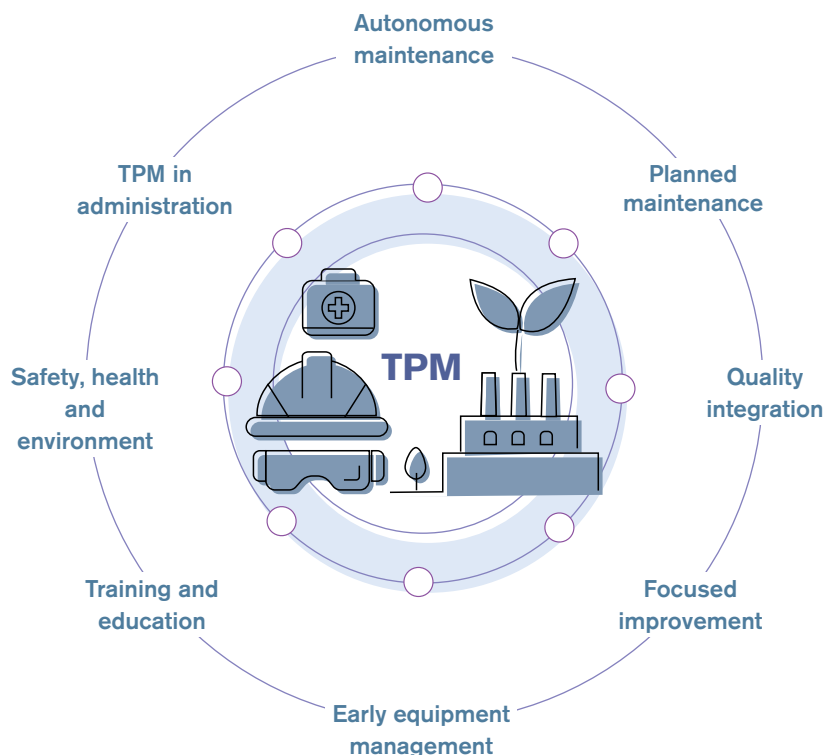 Autonomous
maintenance
TPM in
administration
Planned
maintenance
TPM
Safety, health
and
environment
Quality
integration
Training and
education
Focused
improvement
Early equipment
management